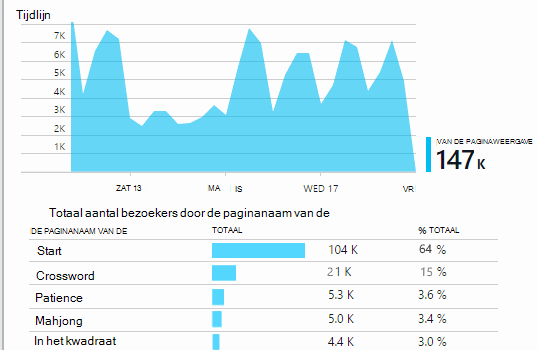 Tijdlijn
7K
6K
5K
4K
3K
2K
1K
ZAT 13
MA
IS
WED 17
VR
VAN DE PAGINAWEERGAVE
147 K
Totaal aantal bezoekers door de paginanaam van de
DE PAGINANAAM VAN DE TOTAAL % TOTAAL
Start 104 K 64 %
Crossword 21 K 15 %
Patience 5.3 K 3.6 %
Mahjong 5.0 K 3.4 %
In het kwadraat 4.4 K 3.0 %